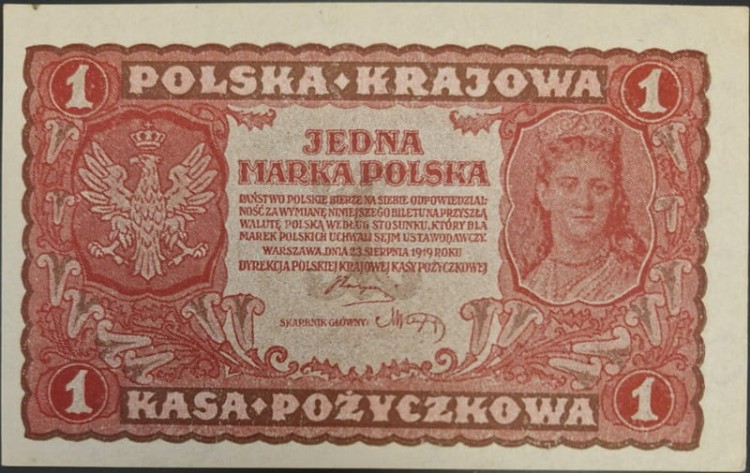 1 POLSKA·KRAJOWA 1
JEDNA
MARKA POLSKA
PAŃSTWO POLSKIE BIERZE NA SIEBIE ODPOWIEDZIAL-
NOŚĆ ZA WYMIANĘ NINIEJSZEGO BILETU NA PRZYSZŁĄ
WALUTĘ POLSKĄ WEDŁUG STOSUNKU, KTÓRY DLA
MAREK POLSKICH UCHWALI SEJM USTAWODAWCZY.
WARSZAWA, DNIA 23 SIERPNIA 1919 ROKU
DYREKCJA POLSKIEJ KRAJOWEJ KASY POŻYCZKOWEJ
SKARBNIK GŁÓWNY:
1 KASA·POŻYCZKOWA 1